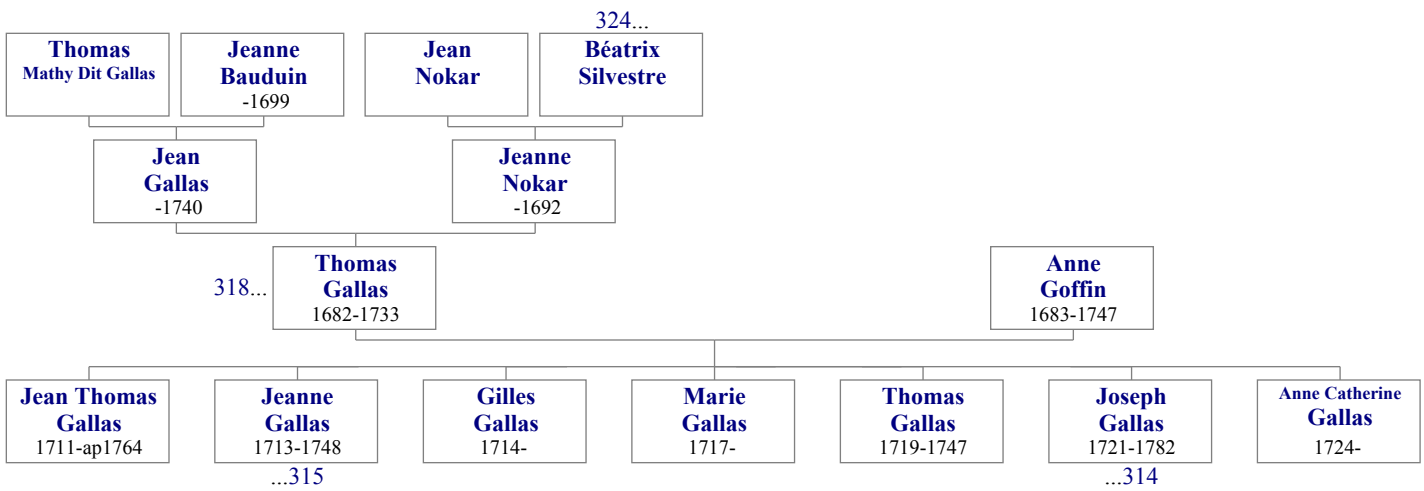 324...
Thomas
Mathy Dit Gallas
Jeanne
Bauduin
-1699
Jean
Nokar
Béatrix
Silvestre
Jean
Gallas
-1740
Jeanne
Nokar
-1692
318...
Thomas
Gallas
1682-1733
Anne
Goffin
1683-1747
Jean Thomas
Gallas
1711-ap1764
Jeanne
Gallas
1713-1748
...315
Gilles
Gallas
1714-
Marie
Gallas
1717-
Thomas
Gallas
1719-1747
Joseph
Gallas
1721-1782
...314
Anne Catherine
Gallas
1724-